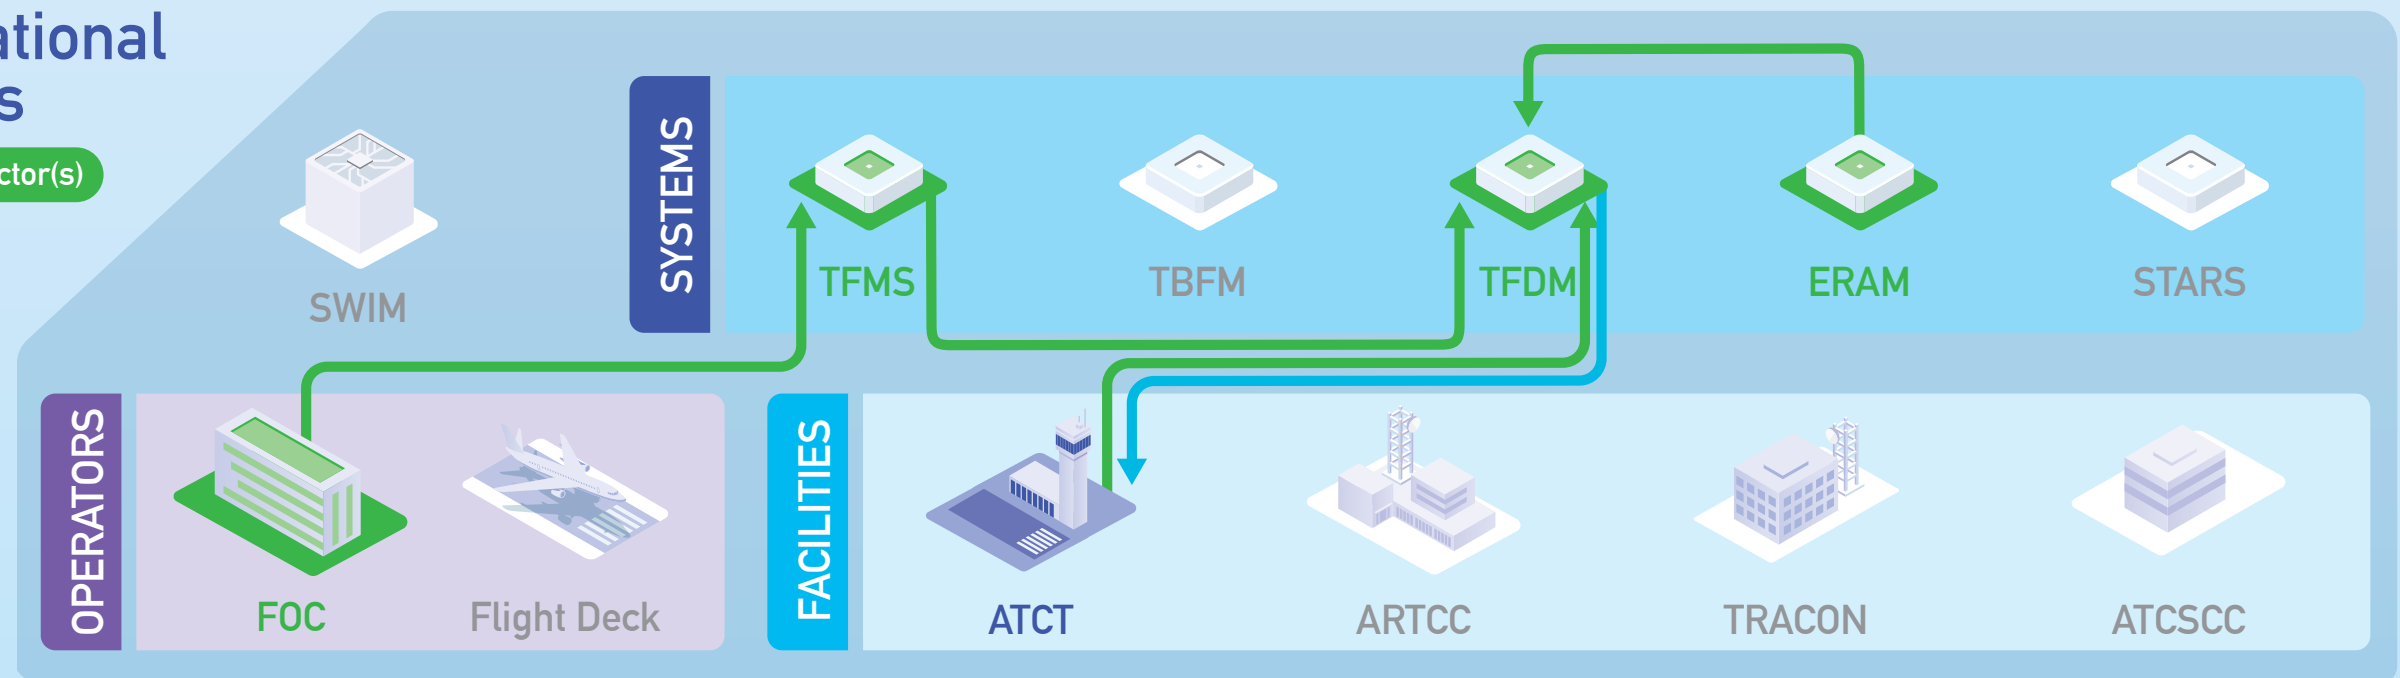 ational
s
ctor(s)
SYSTEMS
SWIM
TFMS
TBFM
TFDM
ERAM
STARS
OPERATORS
FOC
Flight Deck
FACILITIES
ATCT
ARTCC
TRACON
ATCSCC